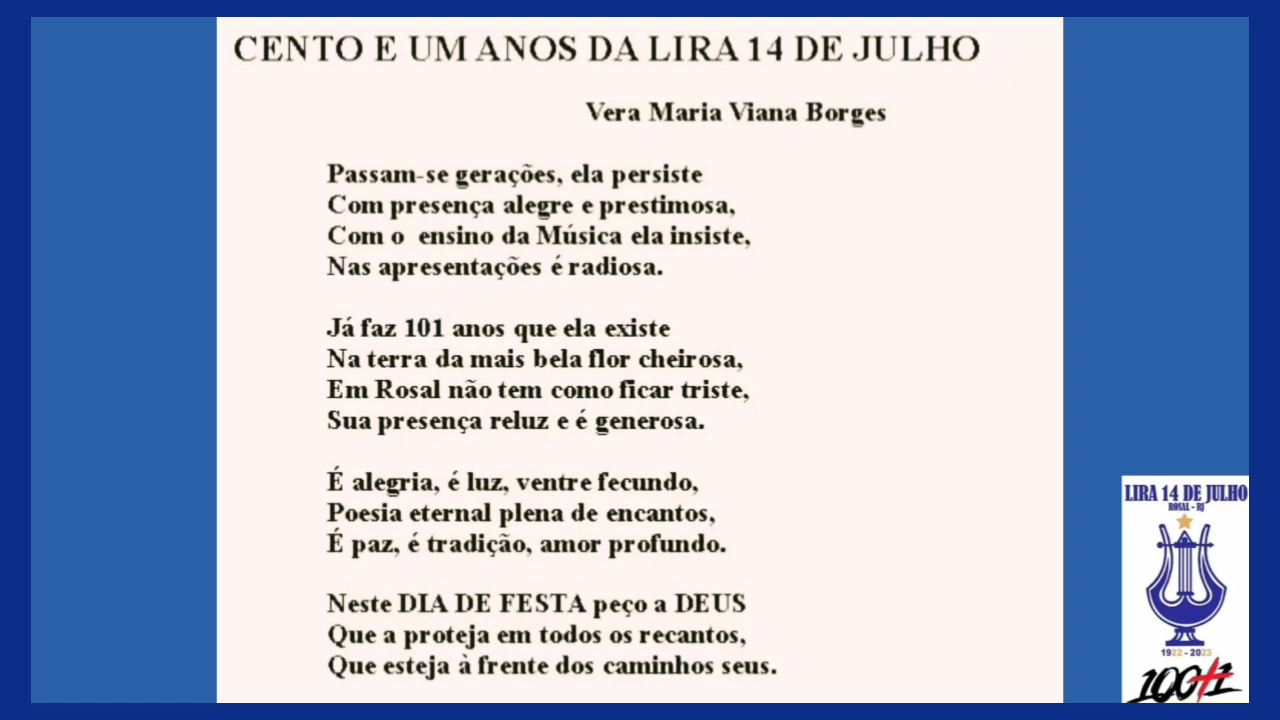 CENTO E UM ANOS DA LIRA 14 DE JULHO
Vera Maria Viana Borges
Passam-se gerações, ela persiste
Com presença alegre e prestimosa,
Com o ensino da Música ela insiste,
Nas apresentações é radiosa.
Já faz 101 anos que ela existe
Na terra da mais bela flor cheirosa,
Em Rosal não tem como ficar triste,
Sua presença reluz e é generosa.
É alegria, é luz, ventre fecundo,
Poesia eternal plena de encantos,
É paz, é tradição, amor profundo.
Neste DIA DE FESTA peço a DEUS
Que a proteja em todos os recantos,
Que esteja à frente dos caminhos seus.
LIRA 14 DE JULHO
ROSAL - RJ
1922 - 2023
100+1